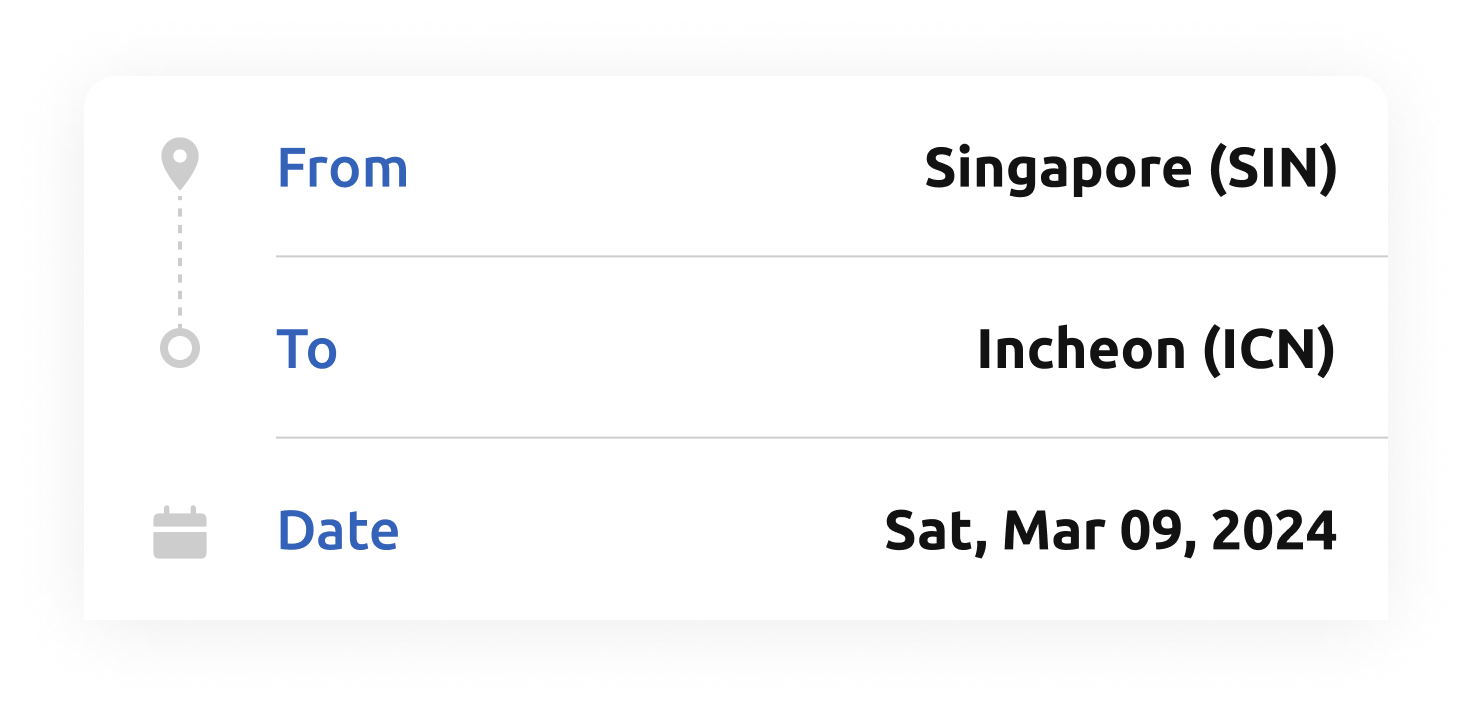 From Singapore (SIN)
To Incheon (ICN)
Date Sat, Mar 09, 2024